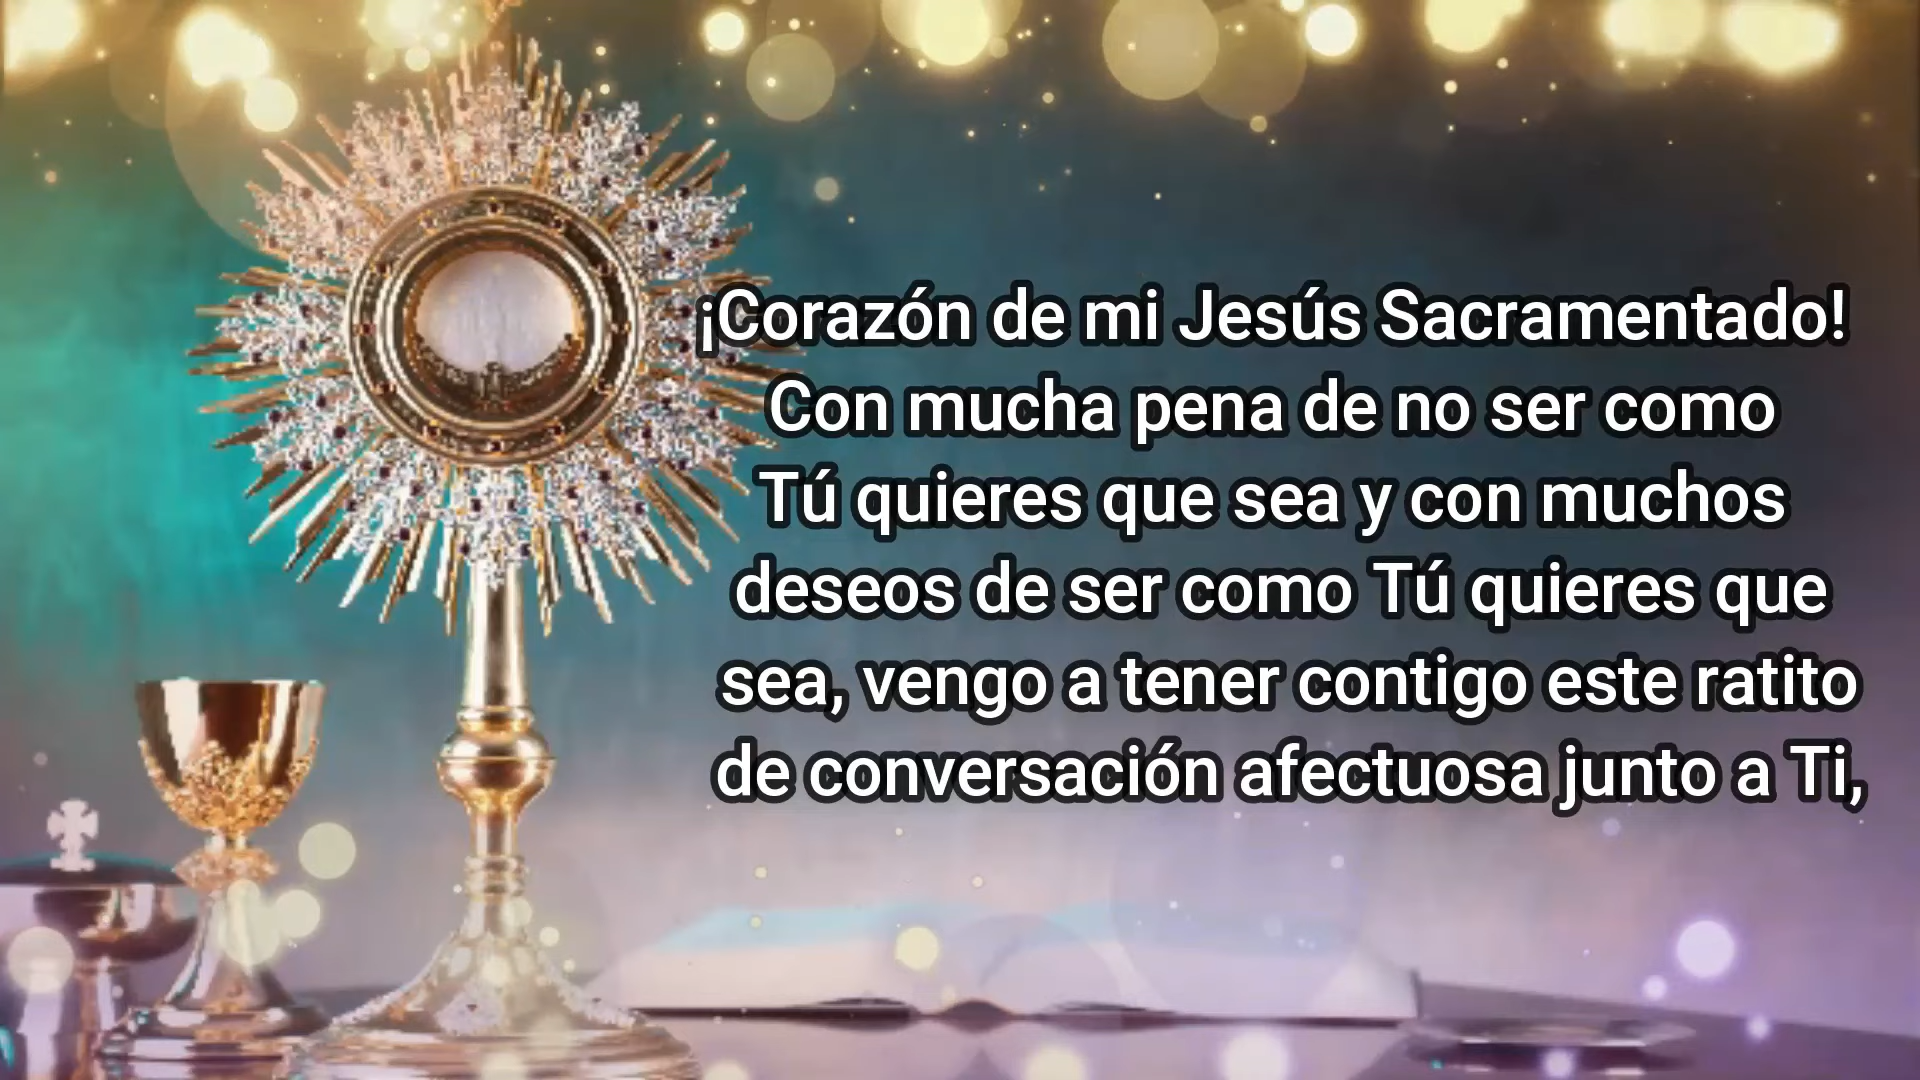 ¡Corazón de mi Jesús Sacramentado!
Con mucha pena de no ser como
Tú quieres que sea y con muchos
deseos de ser como Tú quieres que
sea, vengo a tener contigo este ratito
de conversación afectuosa junto a Ti,